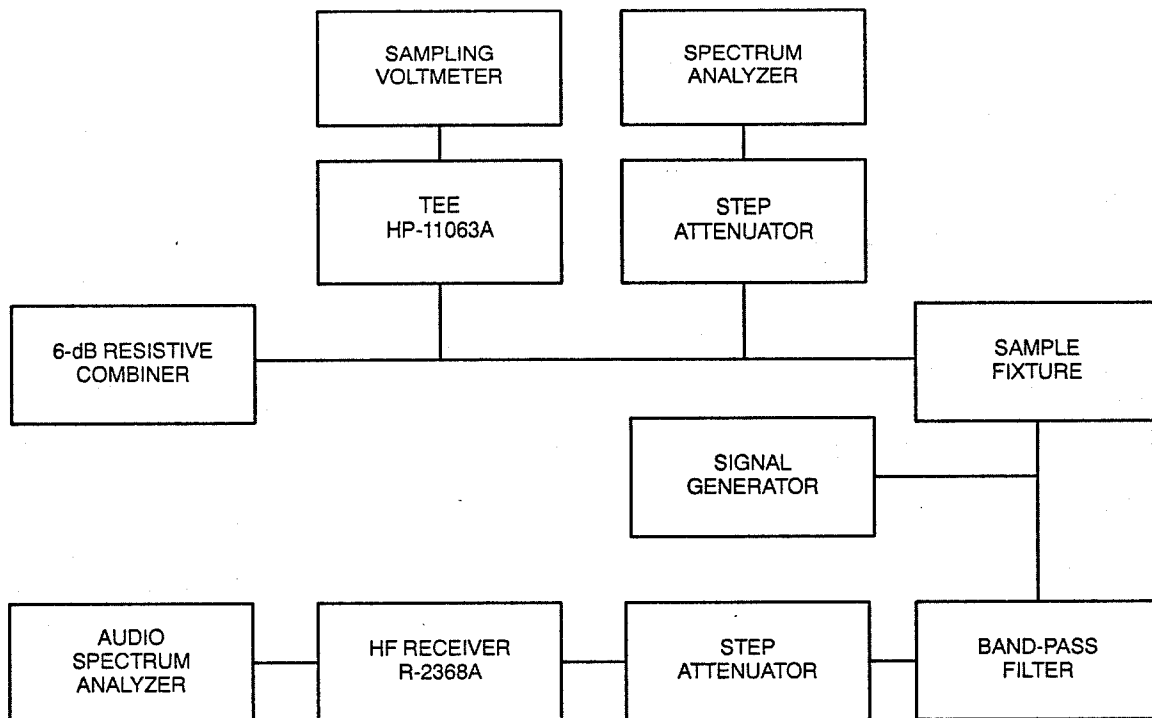 SAMPLING
VOLTMETER
SPECTRUM
ANALYZER
TEE
HP-11063A
STEP
ATTENUATOR
6-dB RESISTIVE
COMBINER
SAMPLE
FIXTURE
SIGNAL
GENERATOR
AUDIO
SPECTRUM
ANALYZER
HF RECEIVER
R-2368A
STEP
ATTENUATOR
BAND-PASS
FILTER